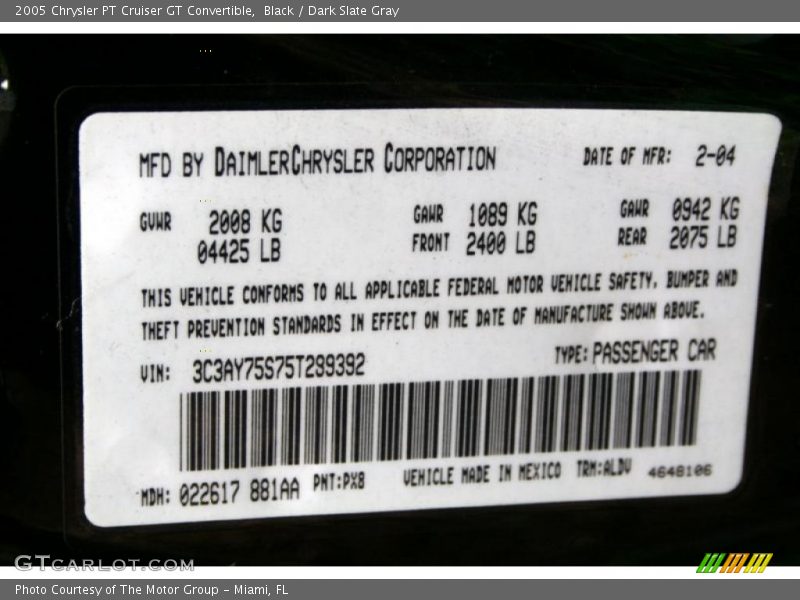 2005 Chrysler PT Cruiser GT Convertible,  Black / Dark Slate Gray
MFD BY DAIMLERCHRYSLER CORPORATION DATE OF MFR: 2-04
GVWR 2008 KG GAWR 1089 KG GAWR 0942 KG
04425 LB FRONT 2400 LB REAR 2075 LB
THIS VEHICLE CONFORMS TO ALL APPLICABLE FEDERAL MOTOR VEHICLE SAFETY, BUMPER AND
THEFT PREVENTION STANDARDS IN EFFECT ON THE DATE OF MANUFACTURE SHOWN ABOVE.
VIN: 3C3AY75S75T299392 TYPE: PASSENGER CAR
MDH: 022617 881AA PNT:PX8 VEHICLE MADE IN MEXICO TRM:ALDV 4648106
GTCARLOT.COM
Photo Courtesy of The Motor Group - Miami, FL